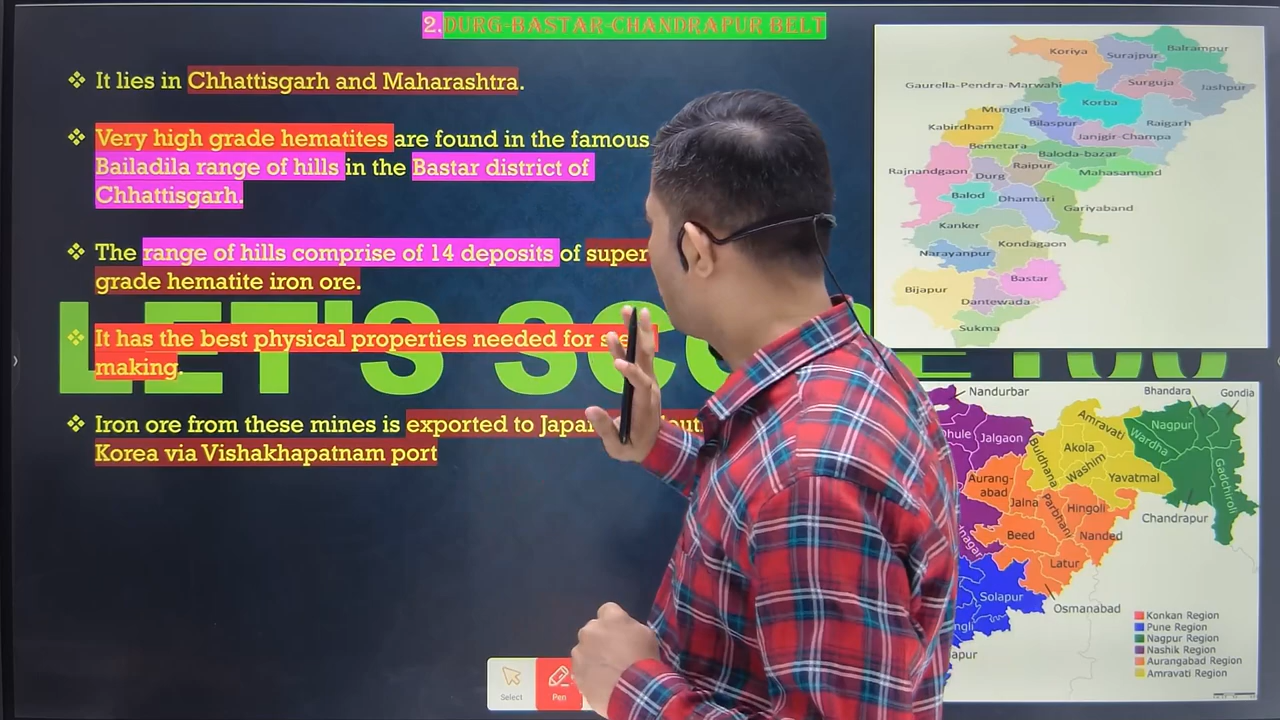 2. DURG-BASTAR-CHANDRAPUR BELT
❖ It lies in Chhattisgarh and Maharashtra.
❖ Very high grade hematites are found in the famous
Bailadila range of hills in the Bastar district of
Chhattisgarh.
❖ The range of hills comprise of 14 deposits of super
grade hematite iron ore.
❖ It has the best physical properties needed for
making.
❖ Iron ore from these mines is exported to
Korea via Vishakhapatnam port
LET'S
Select
Pen
Koriya
Surajpur
Balrampur
Gaurella-Pendra-Marwahi
Surguja
Jashpur
Korba
Mungeli
Bilaspur
Raigarh
Kabirdham
Janjgir-Champa
Bemetara
Baloda-bazar
Rajnandgaon
Durg
Raipur
Mahasamund
Balod
Dhamtari
Gariyaband
Kanker
Kondagaon
Narayanpur
Bastar
Bijapur
Dantewada
Sukma
Nandurbar
Bhandara
Gondia
Jalgaon
Amravati
Nagpur
Buldhana
Akola
Wardha
Washim
Yavatmal
Gadchiroli
Aurang-
abad
Jalna
Parbhani
Hingoli
Chandrapur
Beed
Nanded
Latur
Solapur
Osmanabad
Konkan Region
Pune Region
Nagpur Region
Nashik Region
Aurangabad Region
Amravati Region